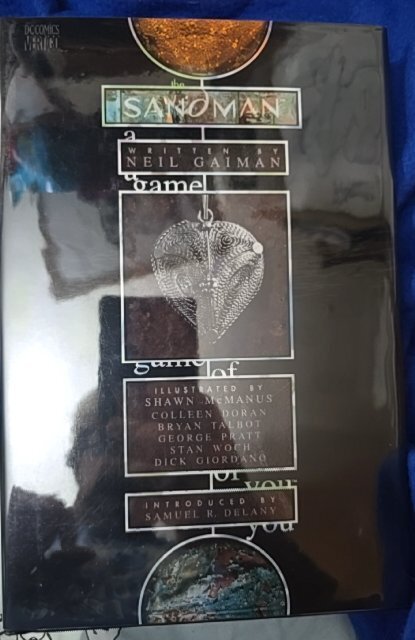 DC COMICS
VERTIGO
the
SANDMAN
a
WRITTEN BY
NEIL GAIMAN
game
game
of
ILLUSTRATED BY
SHAWN McMANUS
COLLEEN DORAN
BRYAN TALBOT
GEORGE PRATT
STAN WOCH
DICK GIORDANO
of
you
INTRODUCED BY
SAMUEL R. DELANY
you